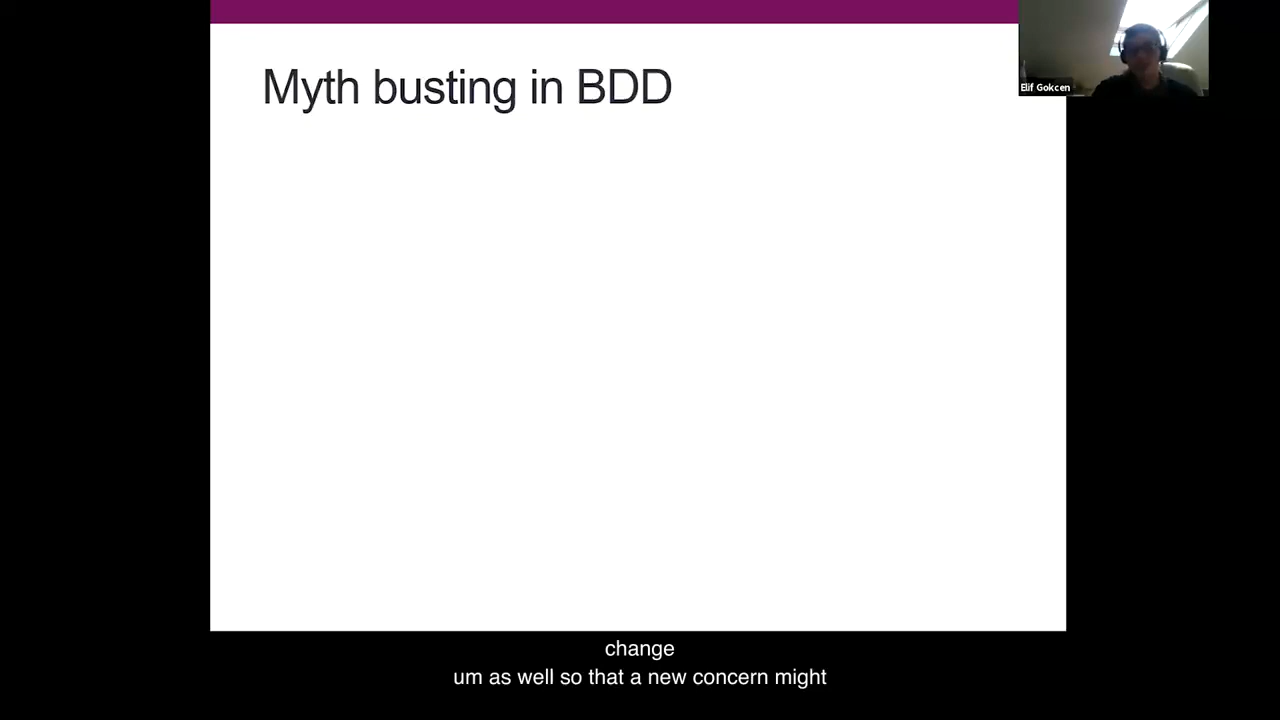 Myth busting in BDD
Elif Gokcen
change
um as well so that a new concern might